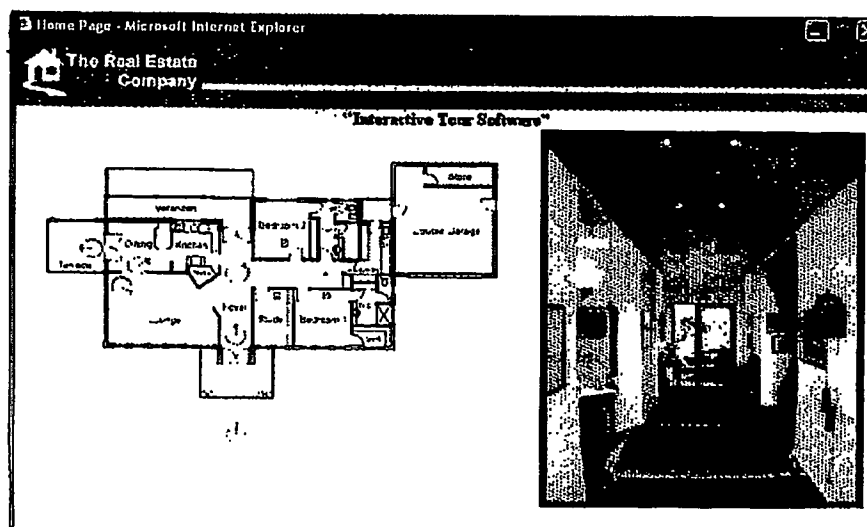 Home Page - Microsoft Internet Explorer
The Real Estate
Company
"Interactive Tour Software"
Store
Verandah
Bedroom 2
Double Garage
Dining
Kitchen
Terrace
Foyer
Lounge
Study
Bedroom 1